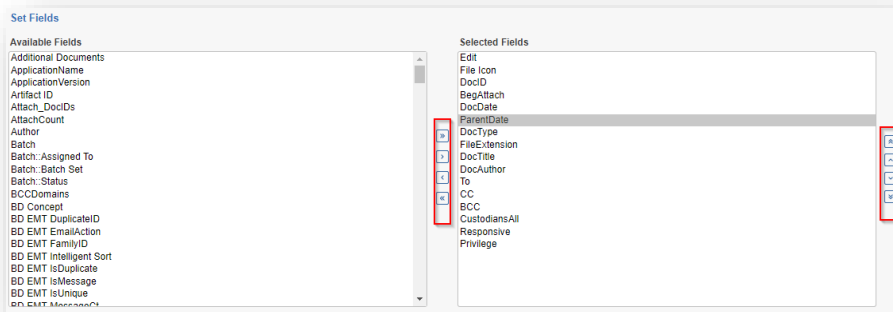 Set Fields
Available Fields
Additional Documents
ApplicationName
ApplicationVersion
Artifact ID
Attach_DocIDs
AttachCount
Author
Batch
Batch::Assigned To
Batch::Batch Set
Batch::Status
BCCDomains
BD Concept
BD EMT DuplicateID
BD EMT EmailAction
BD EMT FamilyID
BD EMT Intelligent Sort
BD EMT IsDuplicate
BD EMT IsMessage
BD EMT IsUnique
BD EMT MessageCt
Selected Fields
Edit
File Icon
DocID
BegAttach
DocDate
ParentDate
DocType
FileExtension
DocTitle
DocAuthor
To
CC
BCC
CustodiansAll
Responsive
Privilege